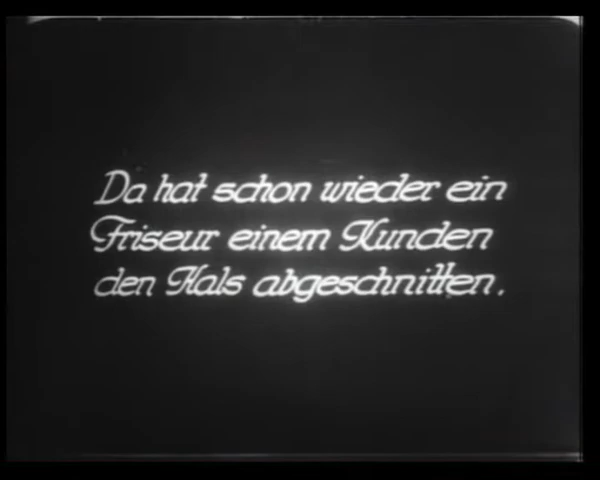 Da hat schon wieder ein
Friseur einem Kunden
den Hals abgeschnitten.